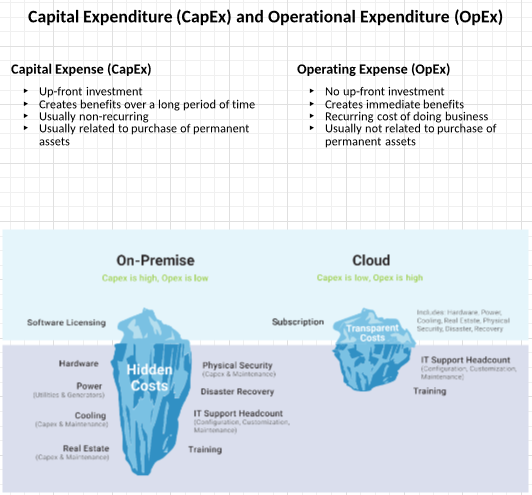 Capital Expenditure (CapEx) and Operational Expenditure (OpEx)
Capital Expense (CapEx)
‣ Up-front investment
‣ Creates benefits over a long period of time
‣ Usually non-recurring
‣ Usually related to purchase of permanent
assets
Operating Expense (OpEx)
‣ No up-front investment
‣ Creates immediate benefits
‣ Recurring cost of doing business
‣ Usually not related to purchase of
permanent assets
On-Premise
Capex is high, Opex is low
Software Licensing
Hidden
Costs
Hardware
Power
(Utilities & Generators)
Cooling
(Capex & Maintenance)
Real Estate
(Capex & Maintenance)
Physical Security
(Capex & Maintenance)
Disaster Recovery
IT Support Headcount
(Configuration, Customization,
Maintenance)
Training
Cloud
Capex is low, Opex is high
Subscription
Transparent
Costs
Includes: Hardware, Power,
Cooling, Real Estate, Physical
Security, Disaster, Recovery
IT Support Headcount
(Configuration, Customization,
Maintenance)
Training